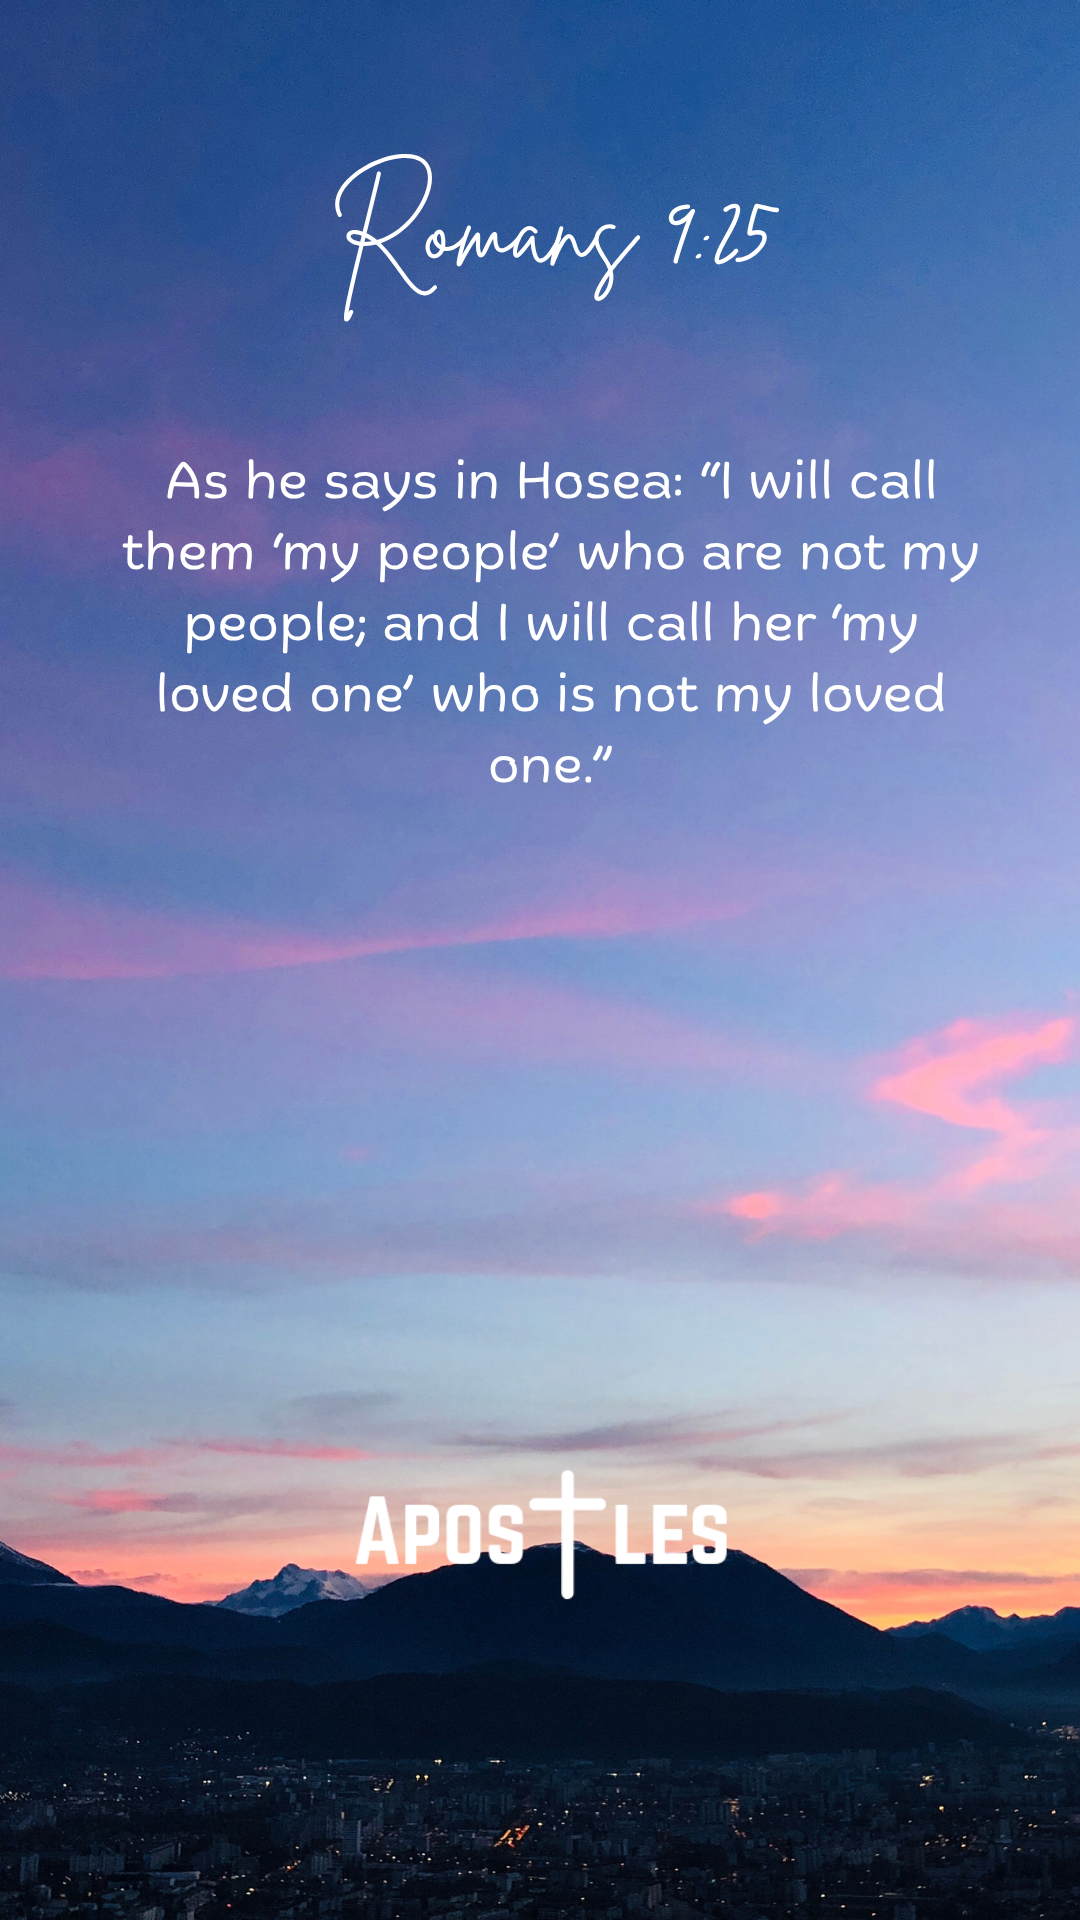 Romans 9:25
As he says in Hosea: “I will call
them ‘my people’ who are not my
people; and I will call her ‘my
loved one’ who is not my loved
one.”
APOSTLES